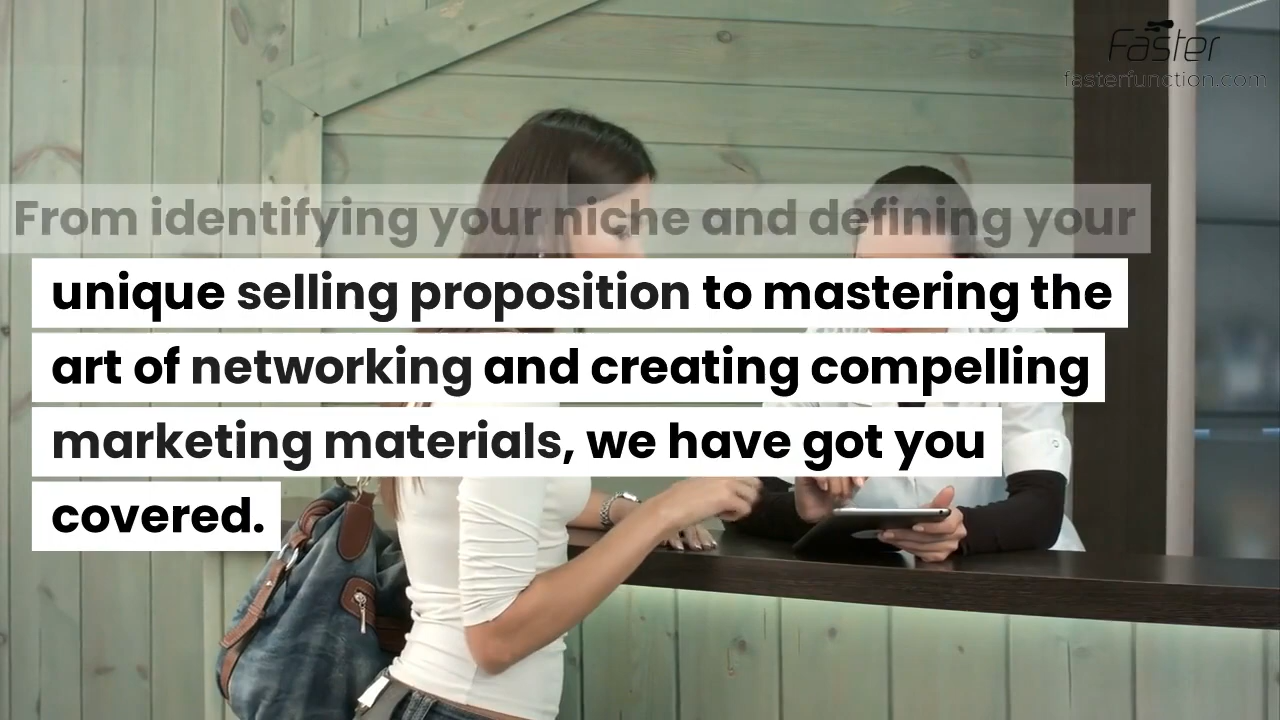 Faster
fasterfunction.com
From identifying your niche and defining your
unique selling proposition to mastering the
art of networking and creating compelling
marketing materials, we have got you
covered.